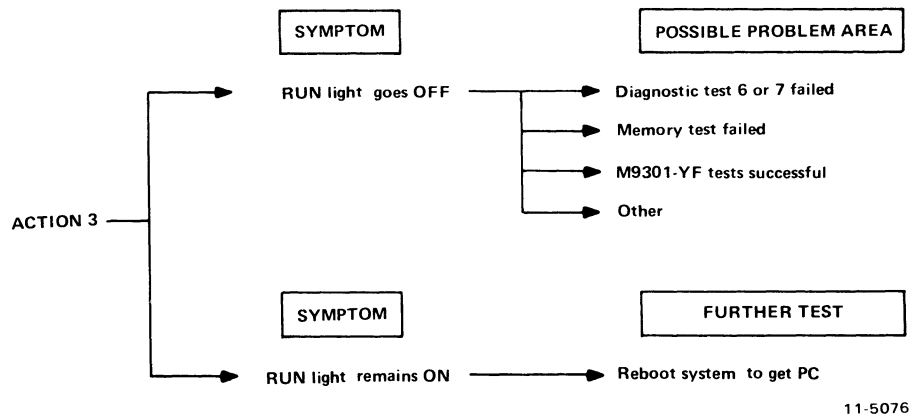 SYMPTOM
POSSIBLE PROBLEM AREA
RUN light goes OFF
Diagnostic test 6 or 7 failed
Memory test failed
M9301-YF tests successful
Other
ACTION 3
SYMPTOM
FURTHER TEST
RUN light remains ON
Reboot system to get PC
11-5076